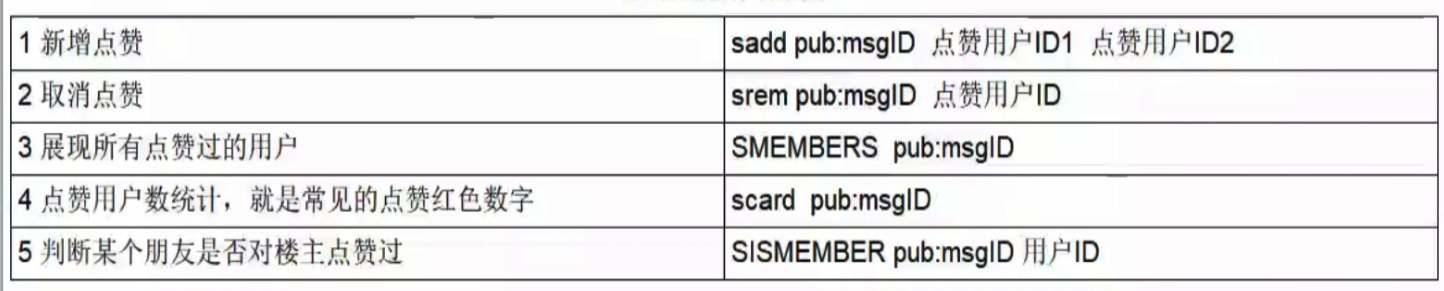 1 新增点赞 sadd pub:msgID 点赞用户ID1 点赞用户ID2
2 取消点赞 srem pub:msgID 点赞用户ID
3 展现所有点赞过的用户 SMEMBERS pub:msgID
4 点赞用户数统计，就是常见的点赞红色数字 scard pub:msgID
5 判断某个朋友是否对楼主点赞过 SISMEMBER pub:msgID 用户ID